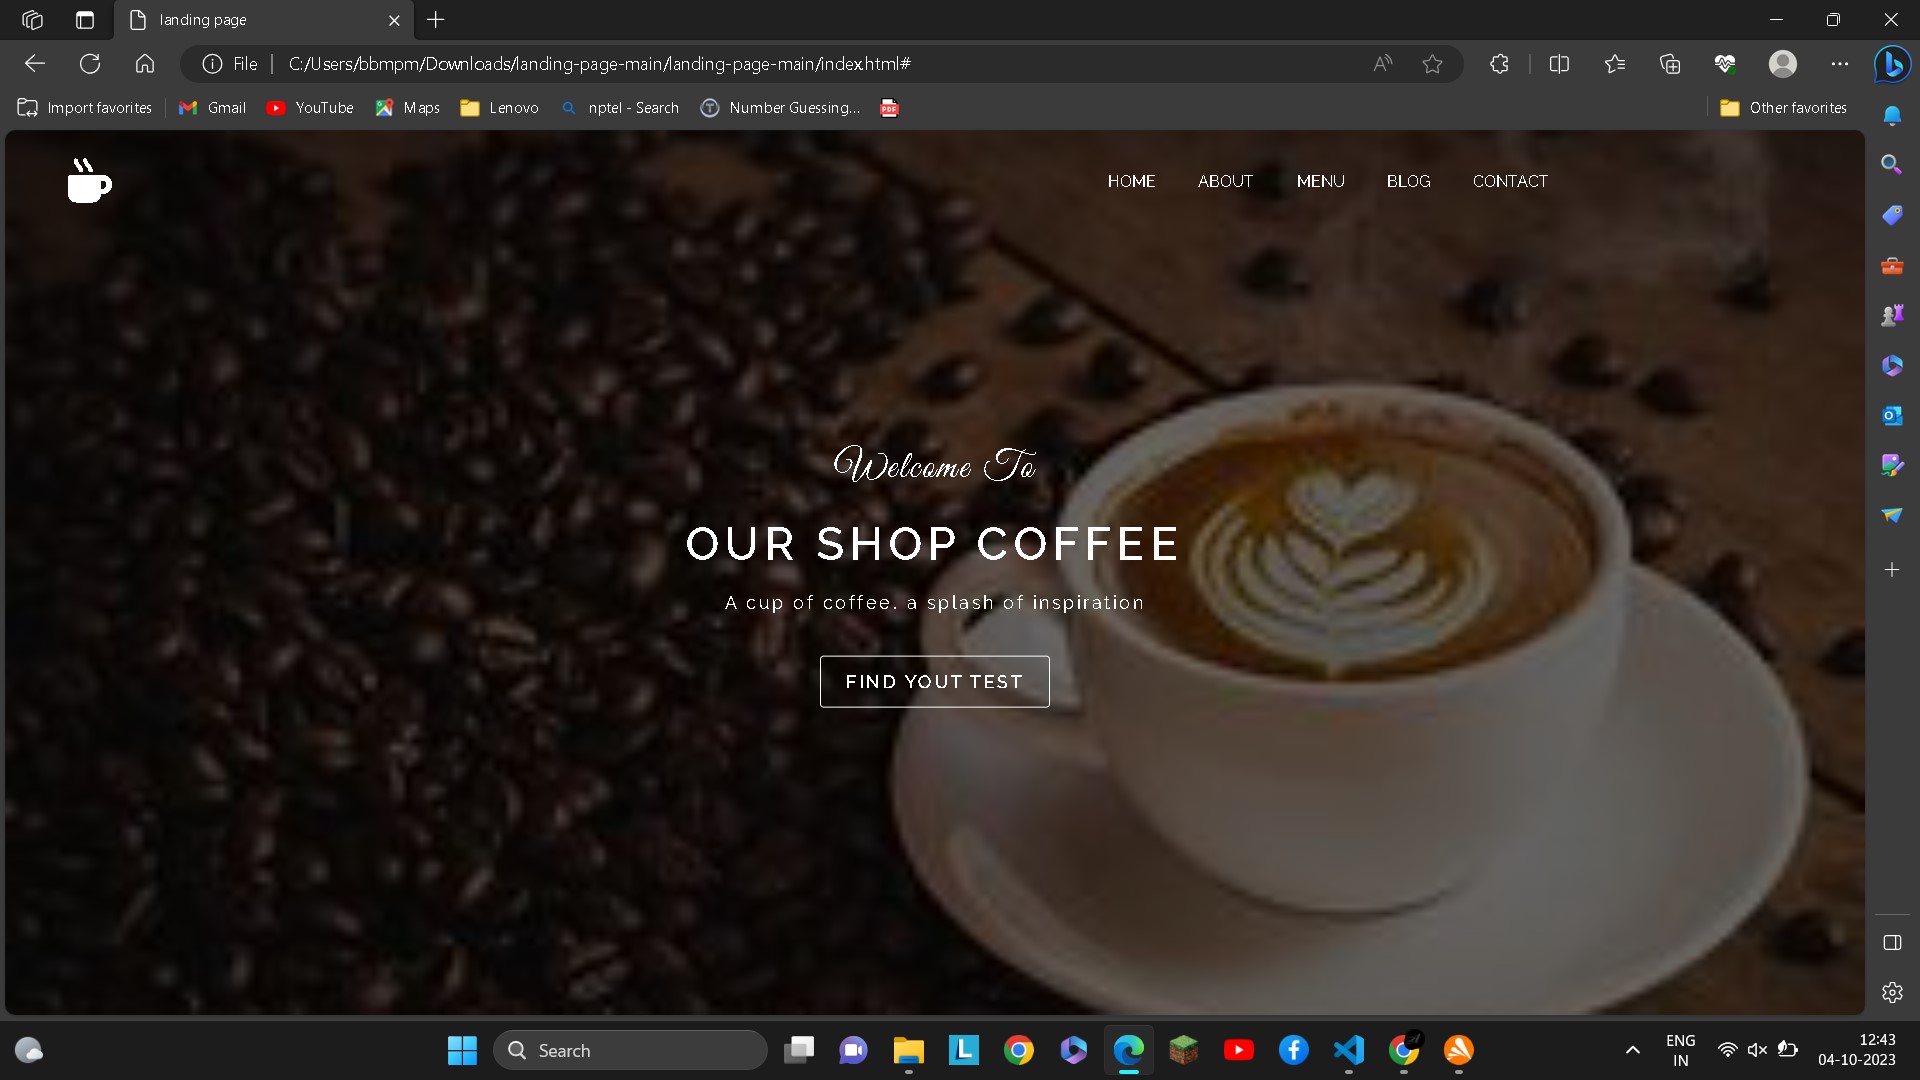 landing page
File
C:/Users/bbmpm/Downloads/landing-page-main/landing-page-main/index.html#
Import favorites
Gmail
YouTube
Maps
Lenovo
nptel - Search
Number Guessing...
PDF
Other favorites
HOME
ABOUT
MENU
BLOG
CONTACT
Welcome To
OUR SHOP COFFEE
A cup of coffee. a splash of inspiration
FIND YOUT TEST
Search
L
ENG
IN
12:43
04-10-2023